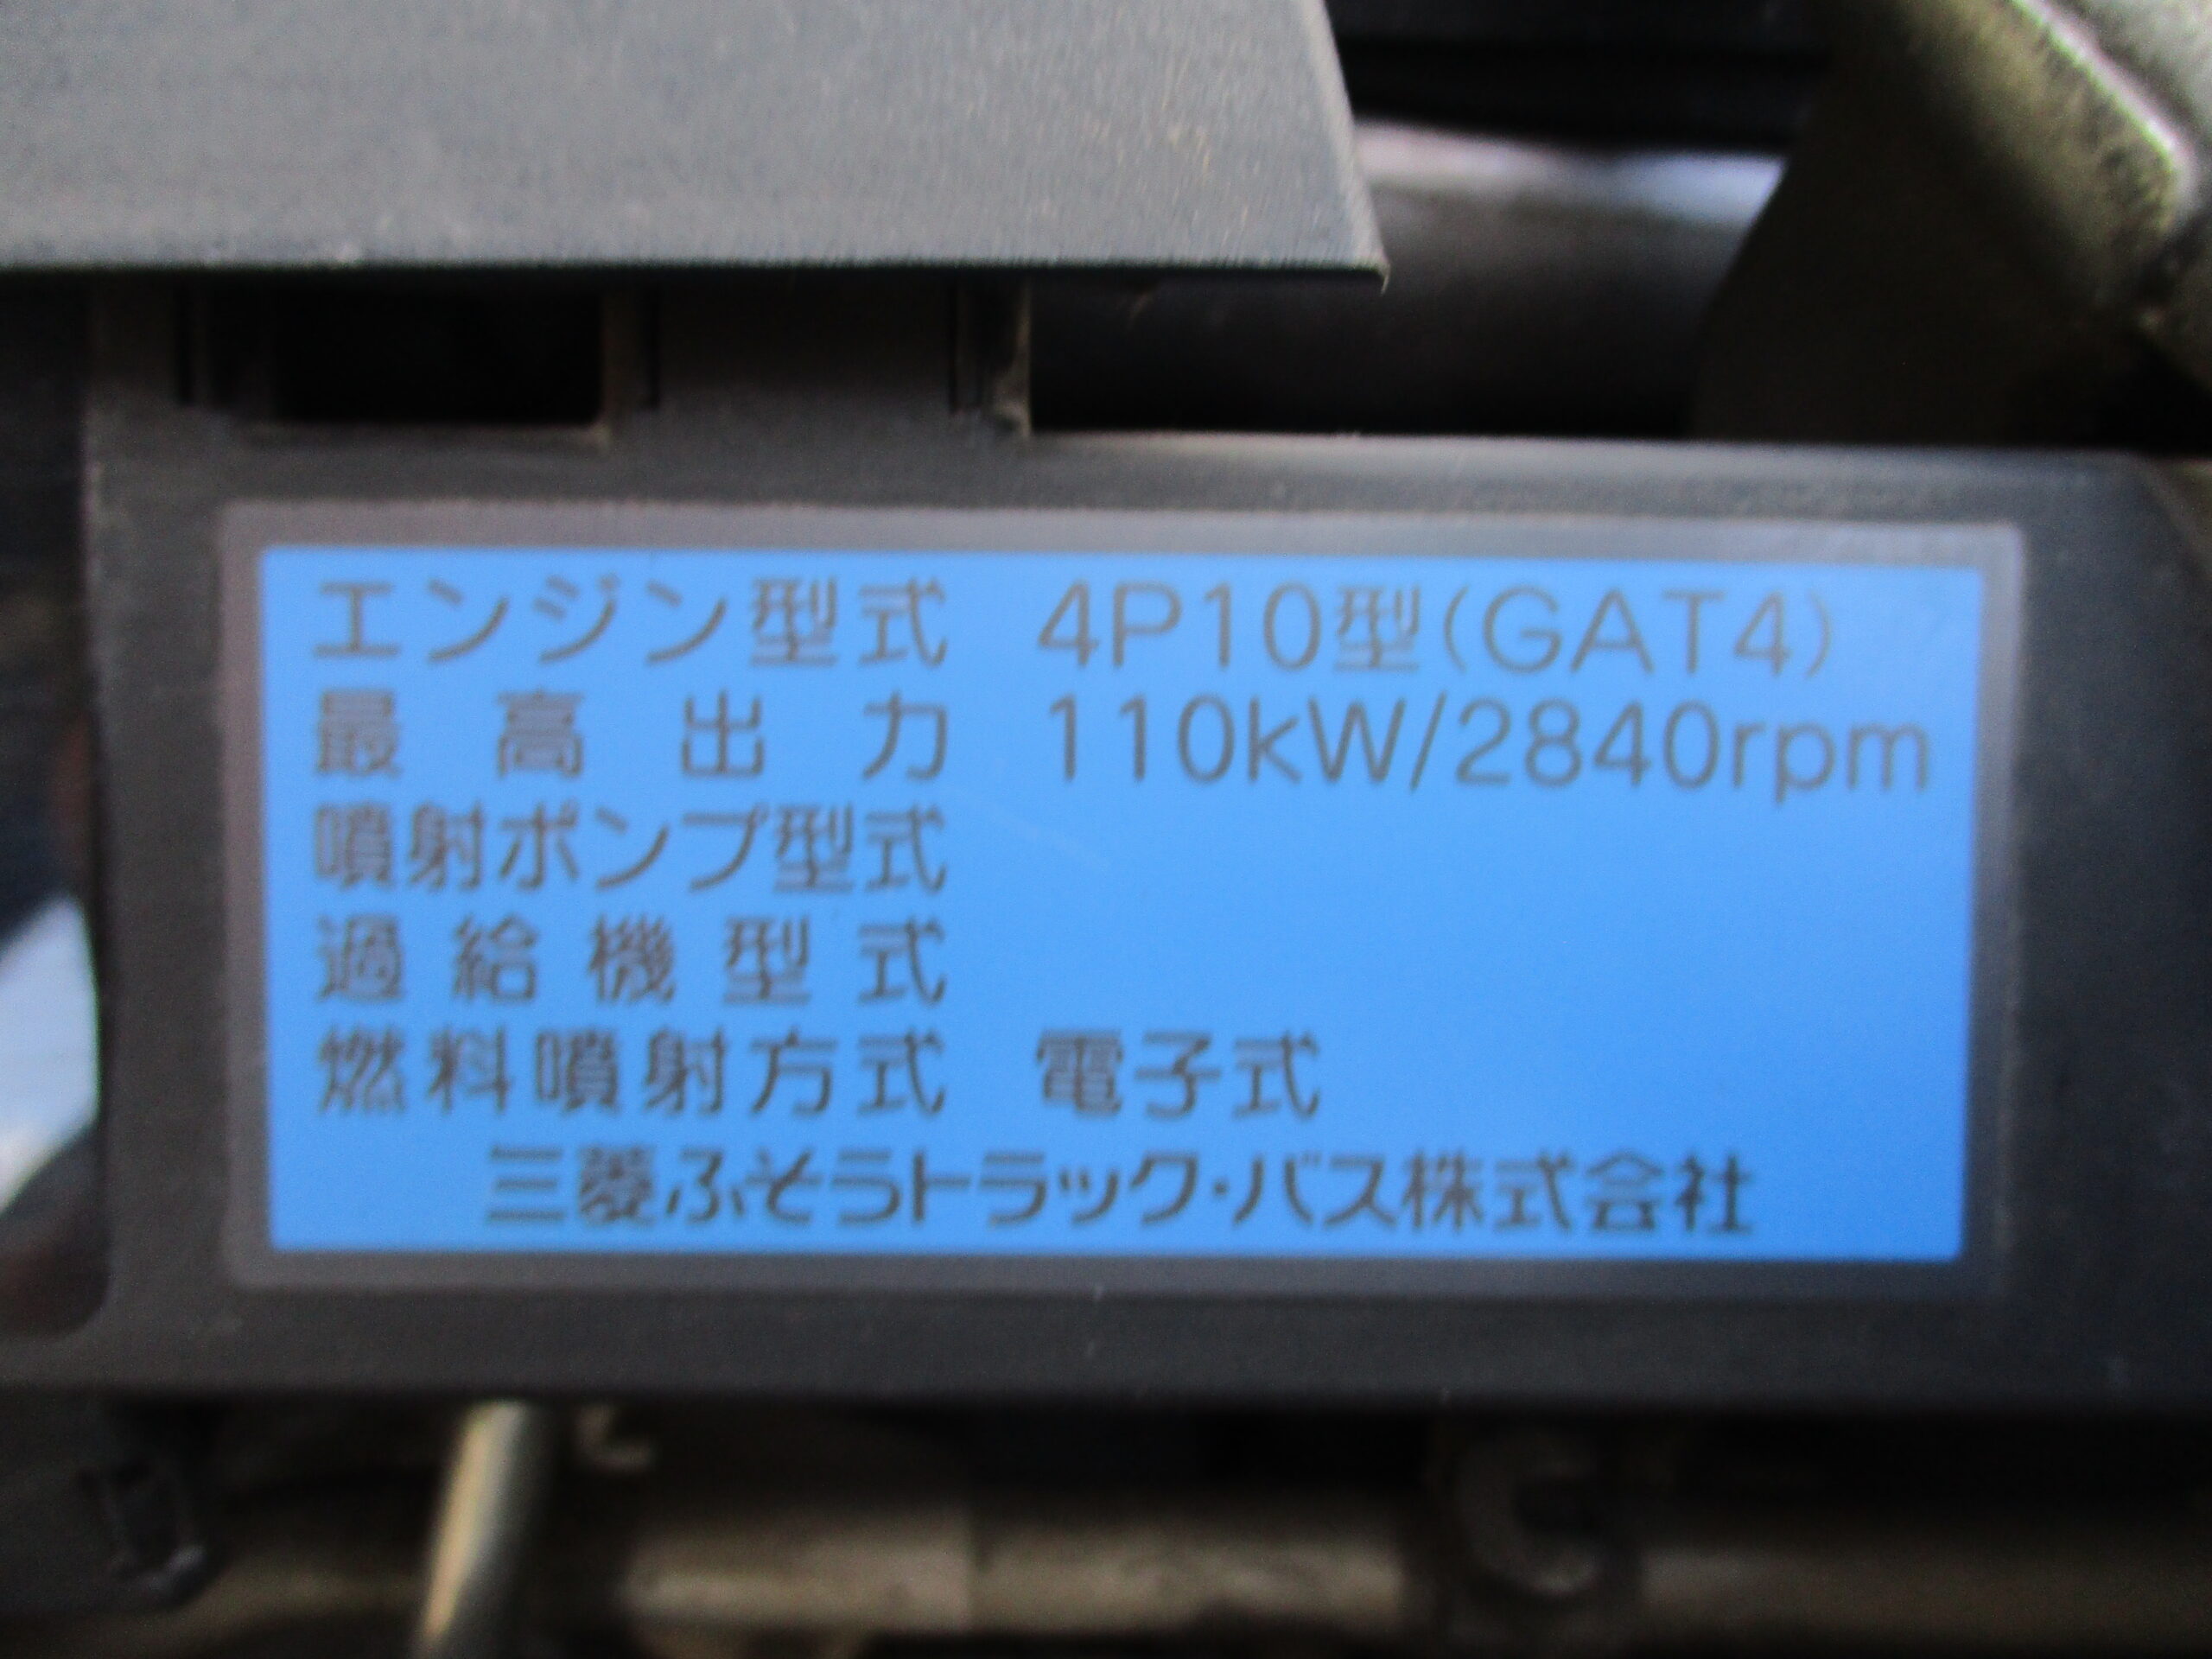 エンジン型式 4P10型(GAT4)
最高出力 110kW/2840rpm
噴射ポンプ型式
過給機型式
燃料噴射方式 電子式
三菱ふそうトラック・バス株式会社